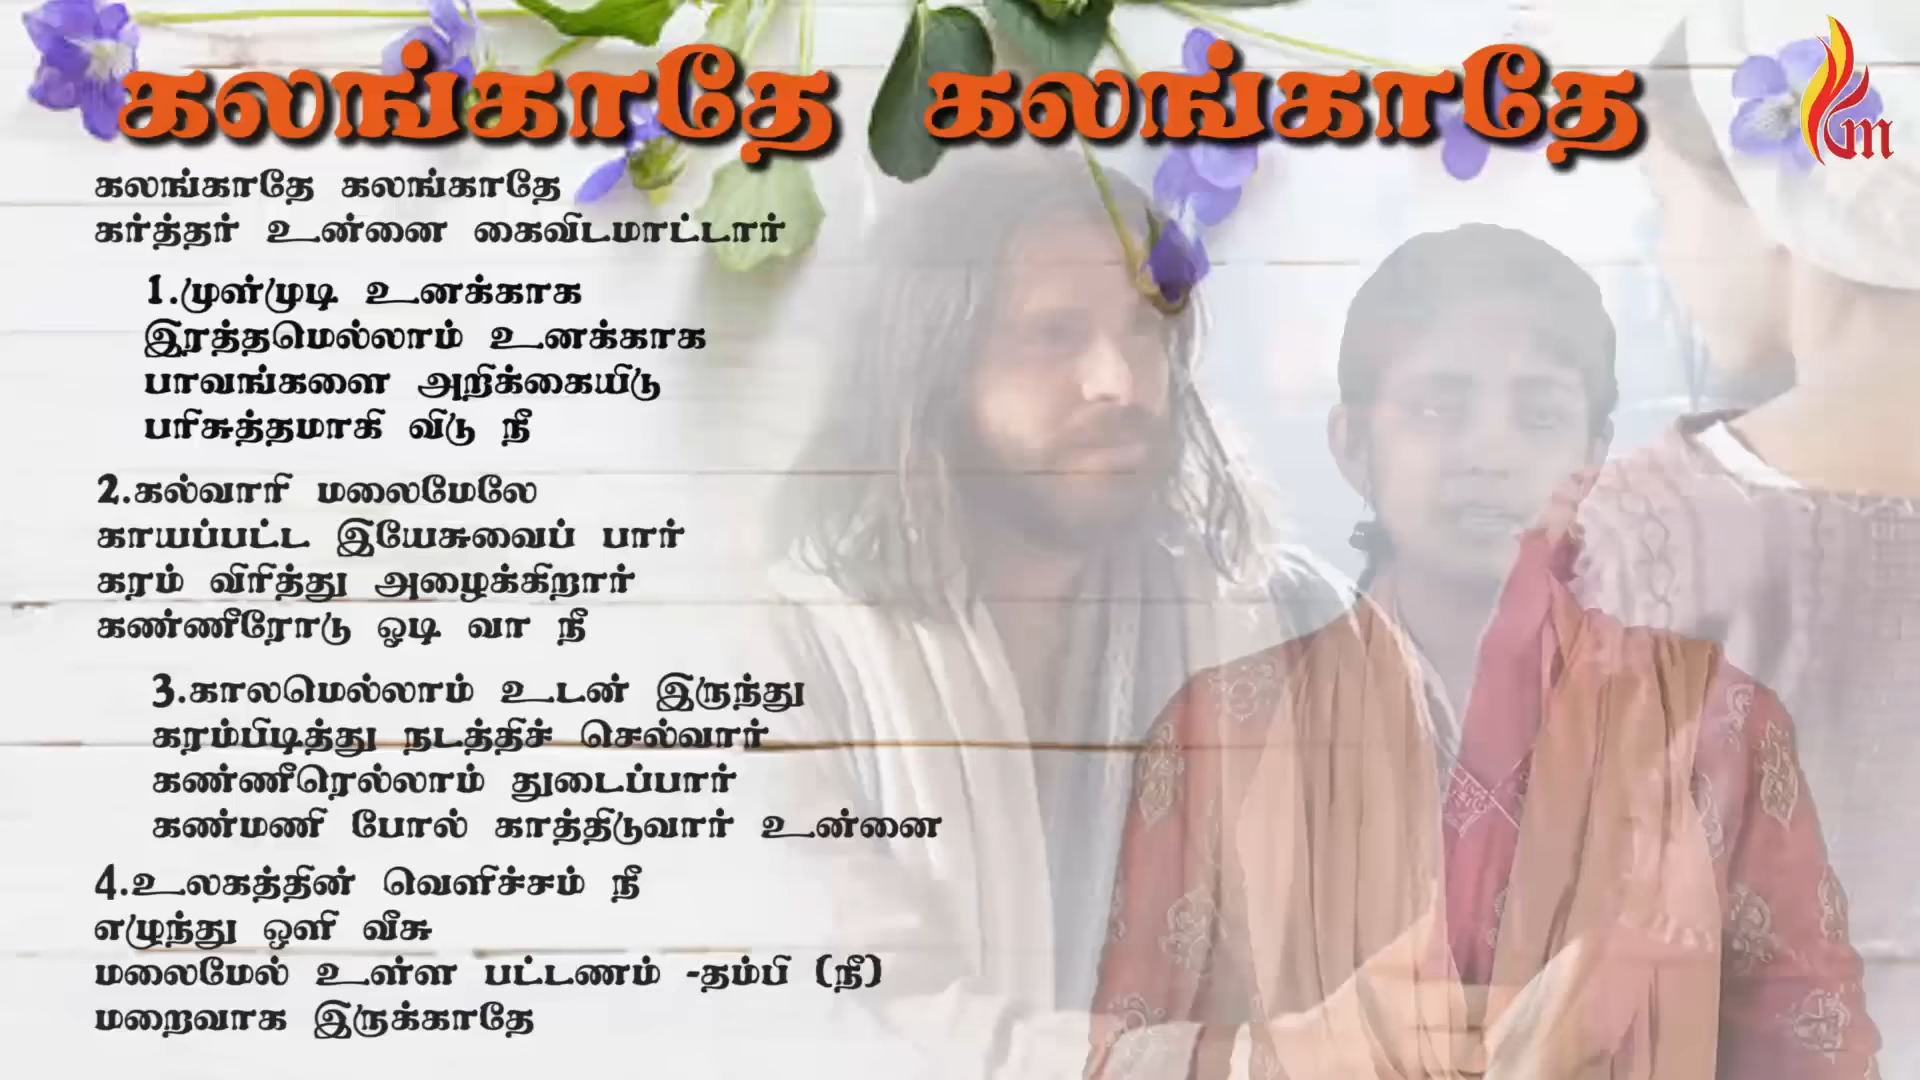 கலங்காதே கலங்காதே
கலங்காதே கலங்காதே
கர்த்தர் உன்னை கைவிடமாட்டார்
1.முள்முடி உனக்காக
இரத்தமெல்லாம் உனக்காக
பாவங்களை அறிக்கையிடு
பரிசுத்தமாகி விடு நீ
2.கல்வாரி மலைமேலே
காயப்பட்ட இயேசுவைப் பார்
கரம் விரித்து அழைக்கிறார்
கண்ணீரோடு ஓடி வா நீ
3.காலமெல்லாம் உடன் இருந்து
கரம்பிடித்து நடத்திச் செல்வார்
கண்ணீரெல்லாம் துடைப்பார்
கண்மணி போல் காத்திடுவார் உன்னை
4.உலகத்தின் வெளிச்சம் நீ
எழுந்து ஒளி வீசு
மலைமேல் உள்ள பட்டணம் -தம்பி (நீ)
மறைவாக இருக்காதே